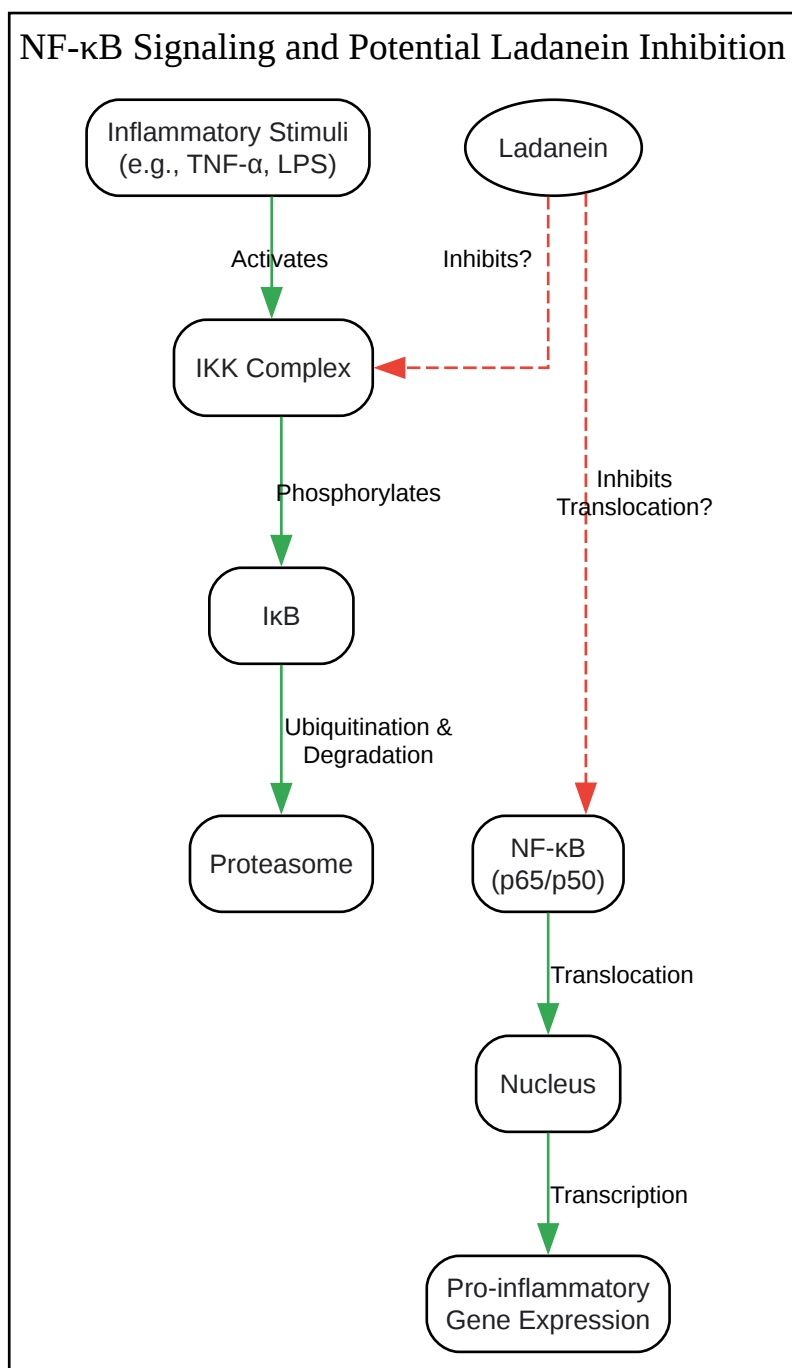 NF-κB Signaling and Potential Ladanein Inhibition
Inflammatory Stimuli
(e.g., TNF-α, LPS)
Ladanein
Activates
Inhibits?
IKK Complex
Phosphorylates
Inhibits
Translocation?
IκB
Ubiquitination &
Degradation
Proteasome
NF-κB
(p65/p50)
Translocation
Nucleus
Transcription
Pro-inflammatory
Gene Expression